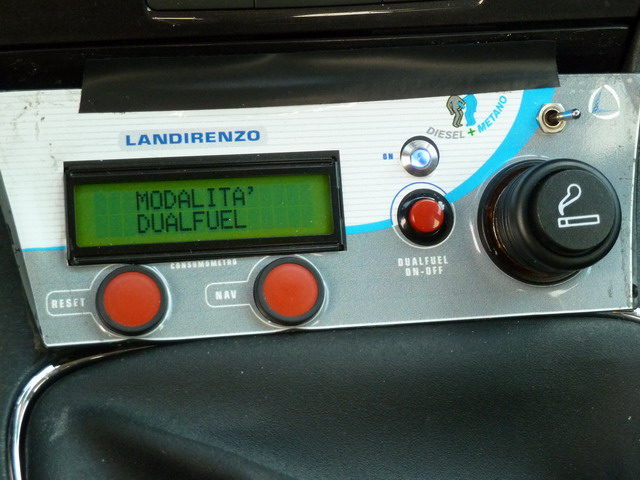 LANDIRENZO
DIESEL + METANO
ON
MODALITA'
DUALFUEL
DUALFUEL
ON-OFF
CONSUMOMETRO
RESET
NAV